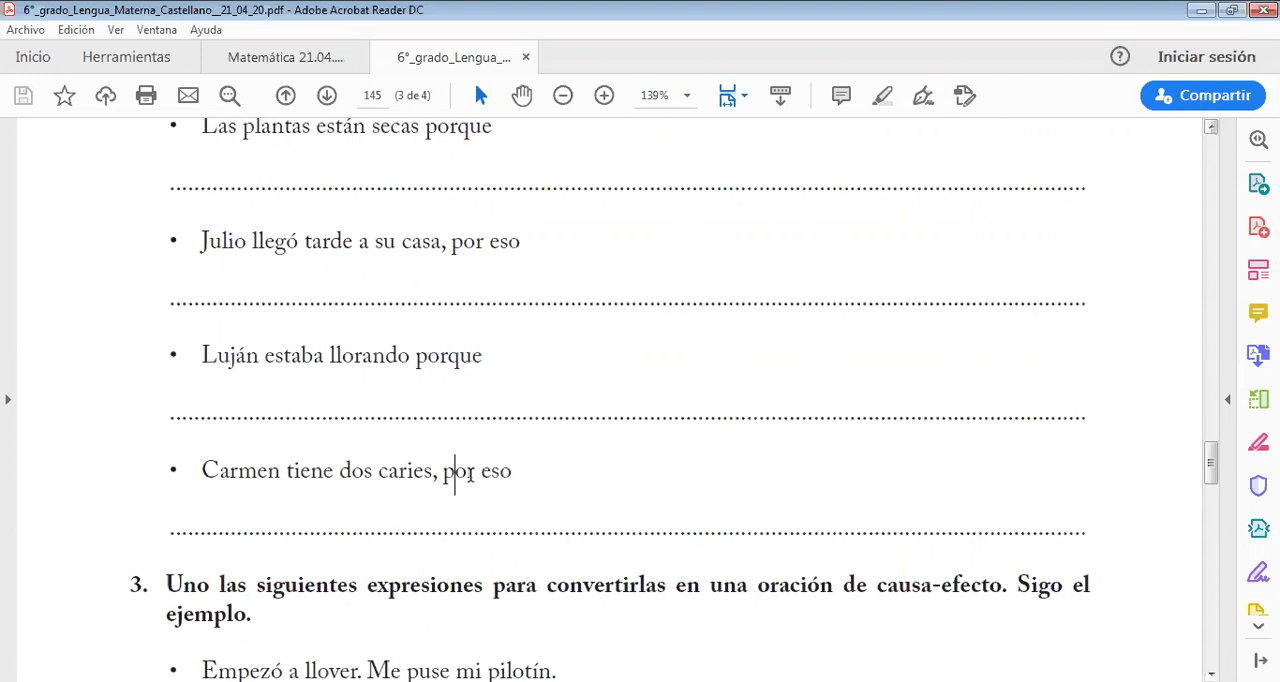 6°_grado_Lengua_Materna_Castellano__21_04_20.pdf - Adobe Acrobat Reader DC
Archivo Edición Ver Ventana Ayuda
Inicio Herramientas Matemática 21.04.... 6°_grado_Lengua_... × ? Iniciar sesión
145 (3 de 4) 139% Compartir
• Las plantas están secas porque
................................................................
• Julio llegó tarde a su casa, por eso
................................................................
• Luján estaba llorando porque
................................................................
• Carmen tiene dos caries, por eso
................................................................
3. Uno las siguientes expresiones para convertirlas en una oración de causa-efecto. Sigo el
ejemplo.
• Empezó a llover. Me puse mi pilotín.